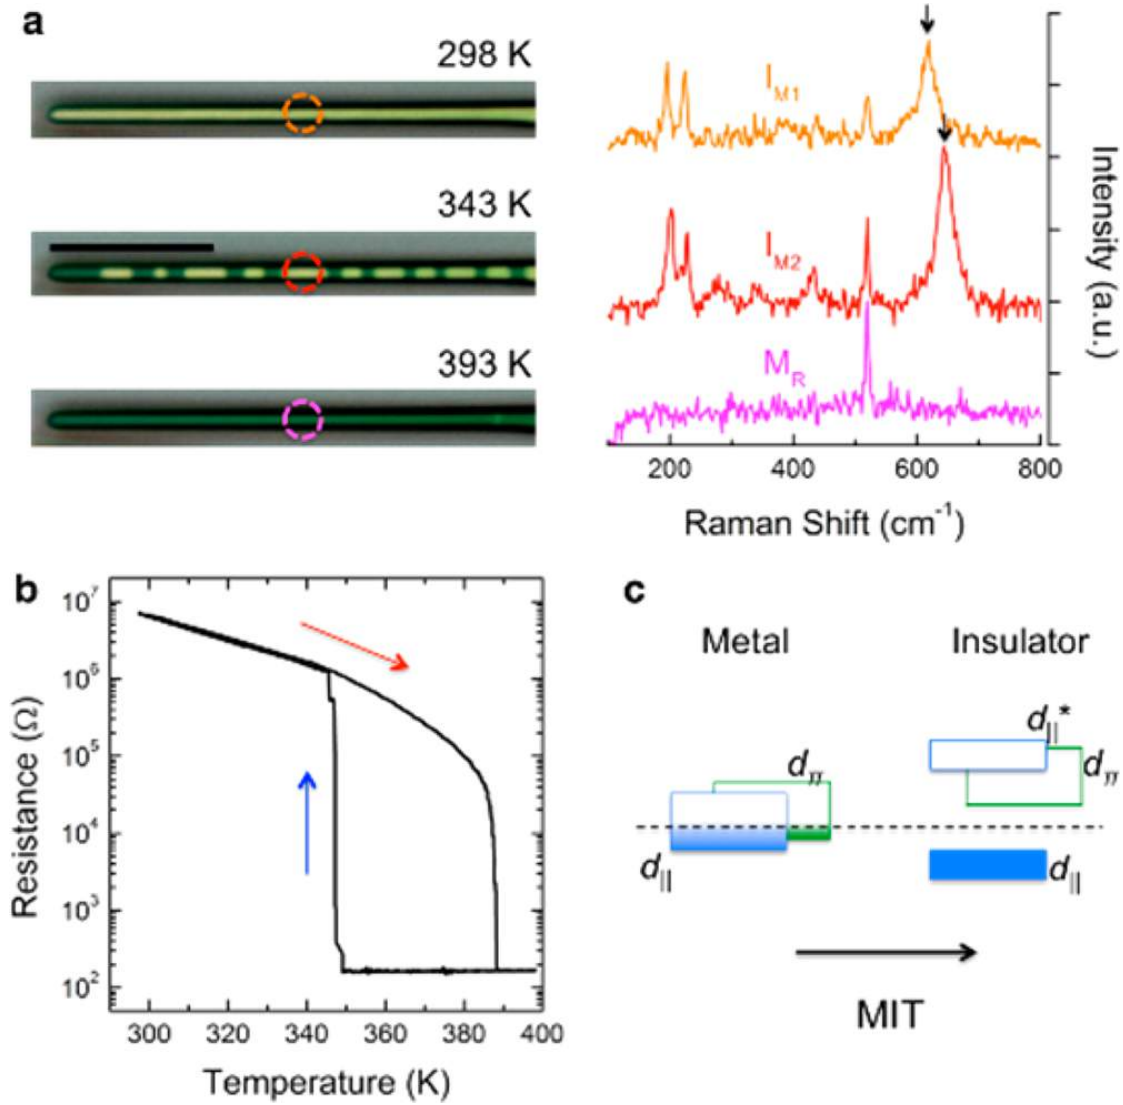 a
298 K
343 K
393 K
I_M1
I_M2
M_R
200 400 600 800
Raman Shift (cm⁻¹)
Intensity (a.u.)
b
10⁷
10⁶
10⁵
10⁴
10³
10²
Resistance (Ω)
300 320 340 360 380 400
Temperature (K)
c
Metal Insulator
d_||*
d_π d_π
d_|| d_||
MIT